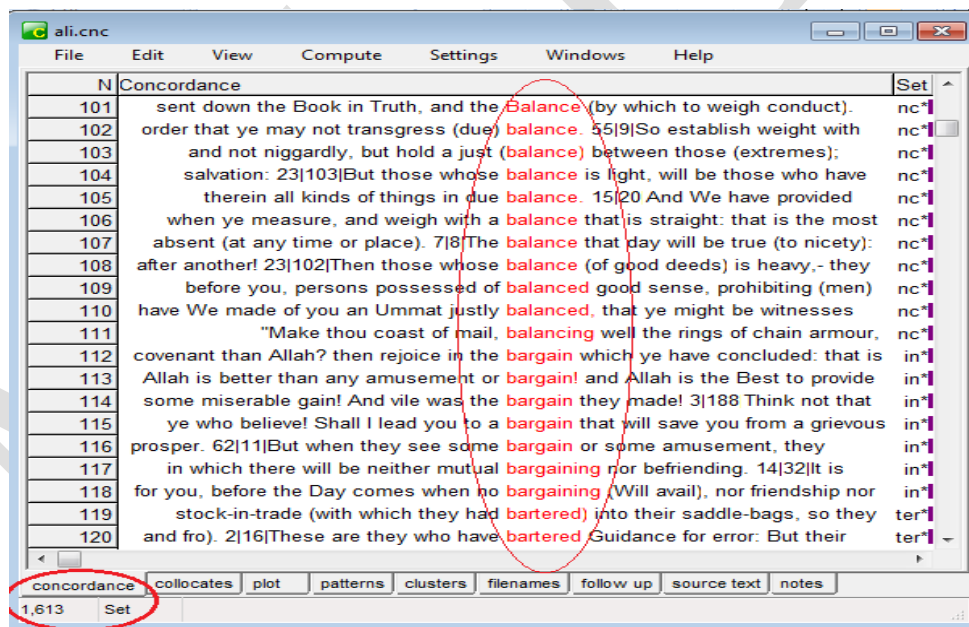 ali.cnc
File Edit View Compute Settings Windows Help
N Concordance Set
101 sent down the Book in Truth, and the Balance (by which to weigh conduct). nc*
102 order that ye may not transgress (due) balance. 55|9|So establish weight with nc*
103 and not niggardly, but hold a just (balance) between those (extremes); nc*
104 salvation: 23|103|But those whose balance is light, will be those who have nc*
105 therein all kinds of things in due balance. 15|20 And We have provided nc*
106 when ye measure, and weigh with a balance that is straight: that is the most nc*
107 absent (at any time or place). 7|8|The balance that day will be true (to nicety): nc*
108 after another! 23|102|Then those whose balance (of good deeds) is heavy,- they nc*
109 before you, persons possessed of balanced good sense, prohibiting (men) nc*
110 have We made of you an Ummat justly balanced, that ye might be witnesses nc*
111 "Make thou coast of mail, balancing well the rings of chain armour, nc*
112 covenant than Allah? then rejoice in the bargain which ye have concluded: that is in*
113 Allah is better than any amusement or bargain! and Allah is the Best to provide in*
114 some miserable gain! And vile was the bargain they made! 3|188 Think not that in*
115 ye who believe! Shall I lead you to a bargain that will save you from a grievous in*
116 prosper. 62|11|But when they see some bargain or some amusement, they in*
117 in which there will be neither mutual bargaining nor befriending. 14|32|It is in*
118 for you, before the Day comes when no bargaining (Will avail), nor friendship nor in*
119 stock-in-trade (with which they had bartered) into their saddle-bags, so they ter*
120 and fro). 2|16|These are they who have bartered Guidance for error: But their ter*
concordance collocates plot patterns clusters filenames follow up source text notes
1,613 Set